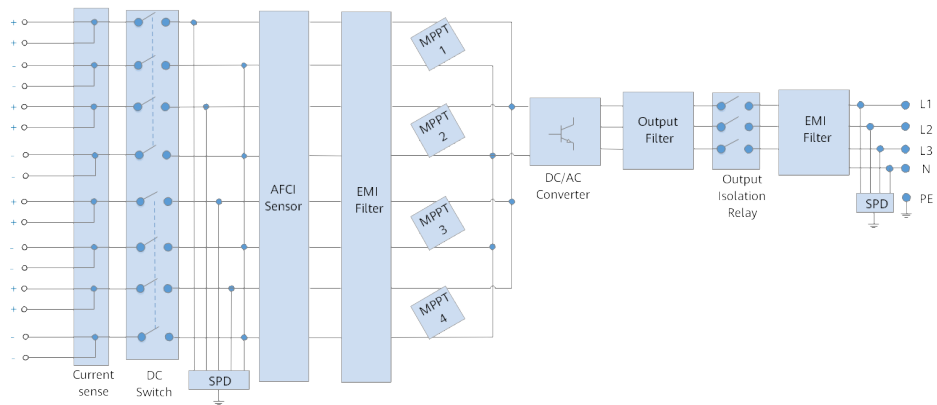 +
+
-
-
+
+
-
-
+
+
-
-
+
+
-
-
Current
sense
DC
Switch
SPD
AFCI
Sensor
EMI
Filter
MPPT
1
MPPT
2
MPPT
3
MPPT
4
DC/AC
Converter
Output
Filter
Output
Isolation
Relay
EMI
Filter
SPD
L1
L2
L3
N
PE